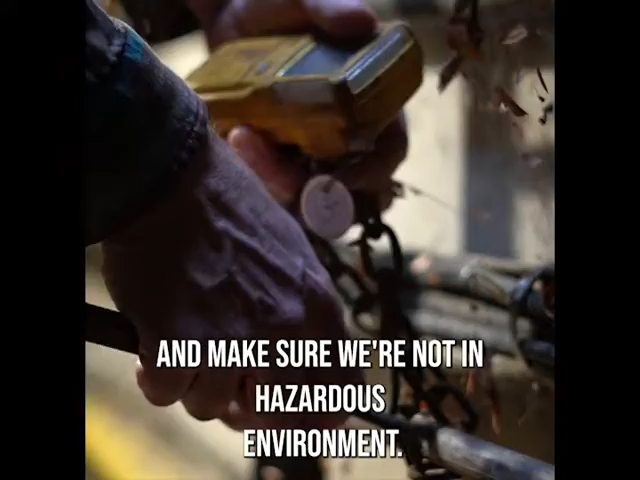 AND MAKE SURE WE'RE NOT IN
HAZARDOUS
ENVIRONMENT.